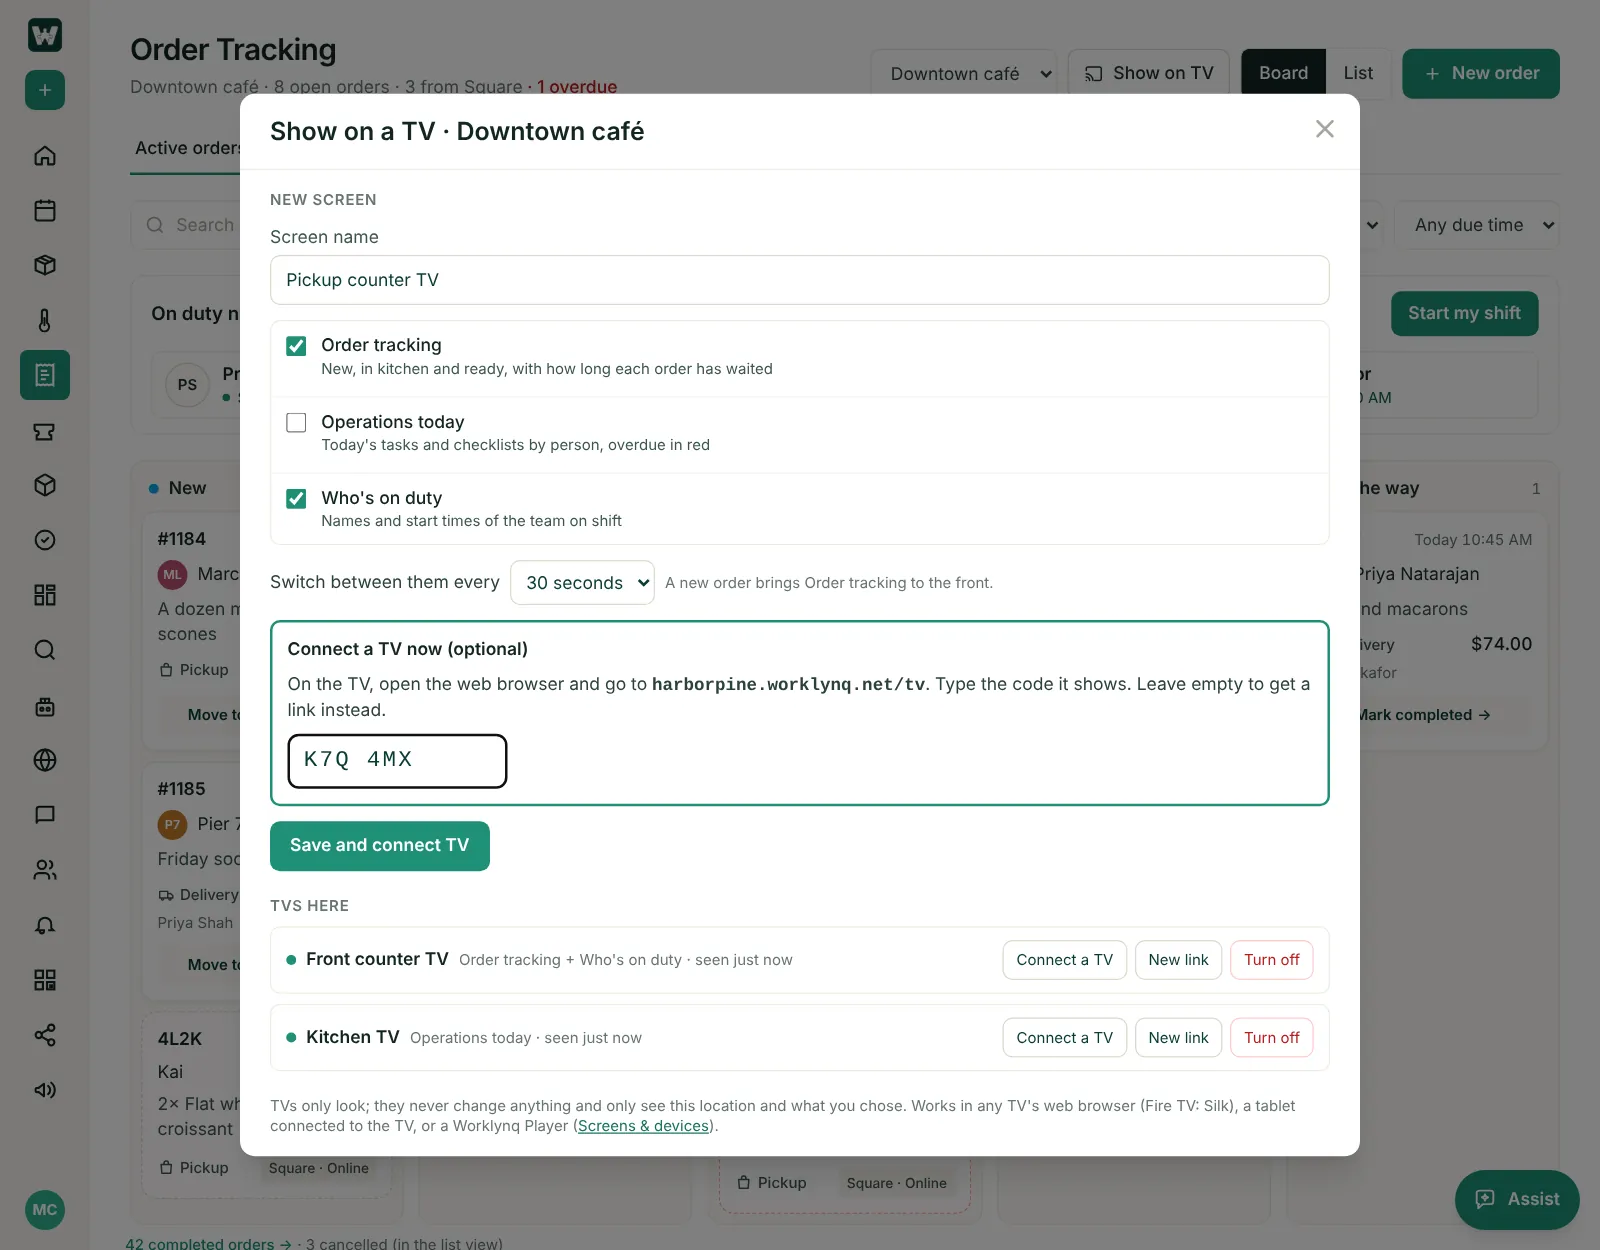 Order Tracking
Downtown café · 8 open orders · 3 from Square · 1 overdue
Downtown café
Show on TV
Board
List
+ New order
Show on a TV · Downtown café
Active orders
NEW SCREEN
Screen name
Pickup counter TV
Search
Any due time
Order tracking
New, in kitchen and ready, with how long each order has waited
Operations today
Today's tasks and checklists by person, overdue in red
Who's on duty
Names and start times of the team on shift
On duty n
Start my shift
PS
AM
Switch between them every
30 seconds
A new order brings Order tracking to the front.
Connect a TV now (optional)
On the TV, open the web browser and go to harborpine.worklynq.net/tv. Type the code it shows. Leave empty to get a
link instead.
K7Q 4MX
Save and connect TV
TVS HERE
Front counter TV
Order tracking + Who's on duty · seen just now
Connect a TV
New link
Turn off
Kitchen TV
Operations today · seen just now
Connect a TV
New link
Turn off
TVs only look; they never change anything and only see this location and what you chose. Works in any TV's web browser (Fire TV: Silk), a tablet
connected to the TV, or a Worklynq Player (Screens & devices).
New
#1184
ML Marc
A dozen m
scones
Pickup
Move to
#1185
P7 Pier 7
Friday soc
Delivery
Priya Shah
Move to
4L2K
Kai
2× Flat wh
croissant
Pickup
Square · Online
Pickup
Square · Online
he way
1
Today 10:45 AM
Priya Natarajan
nd macarons
ivery
$74.00
kafor
Mark completed →
42 completed orders → · 3 cancelled (in the list view)
MC
Assist